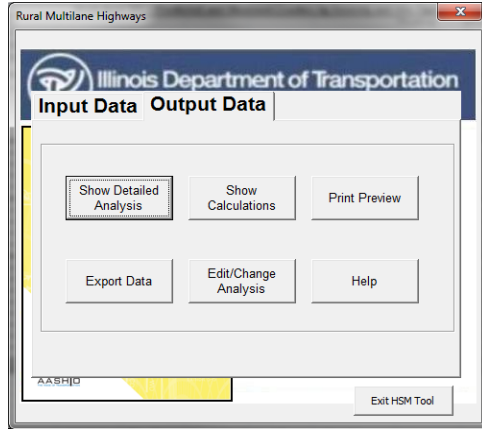 Rural Multilane Highways
Illinois Department of Transportation
Input Data
Output Data
Show Detailed
Analysis
Show
Calculations
Print Preview
Export Data
Edit/Change
Analysis
Help
AASHIO
Exit HSM Tool